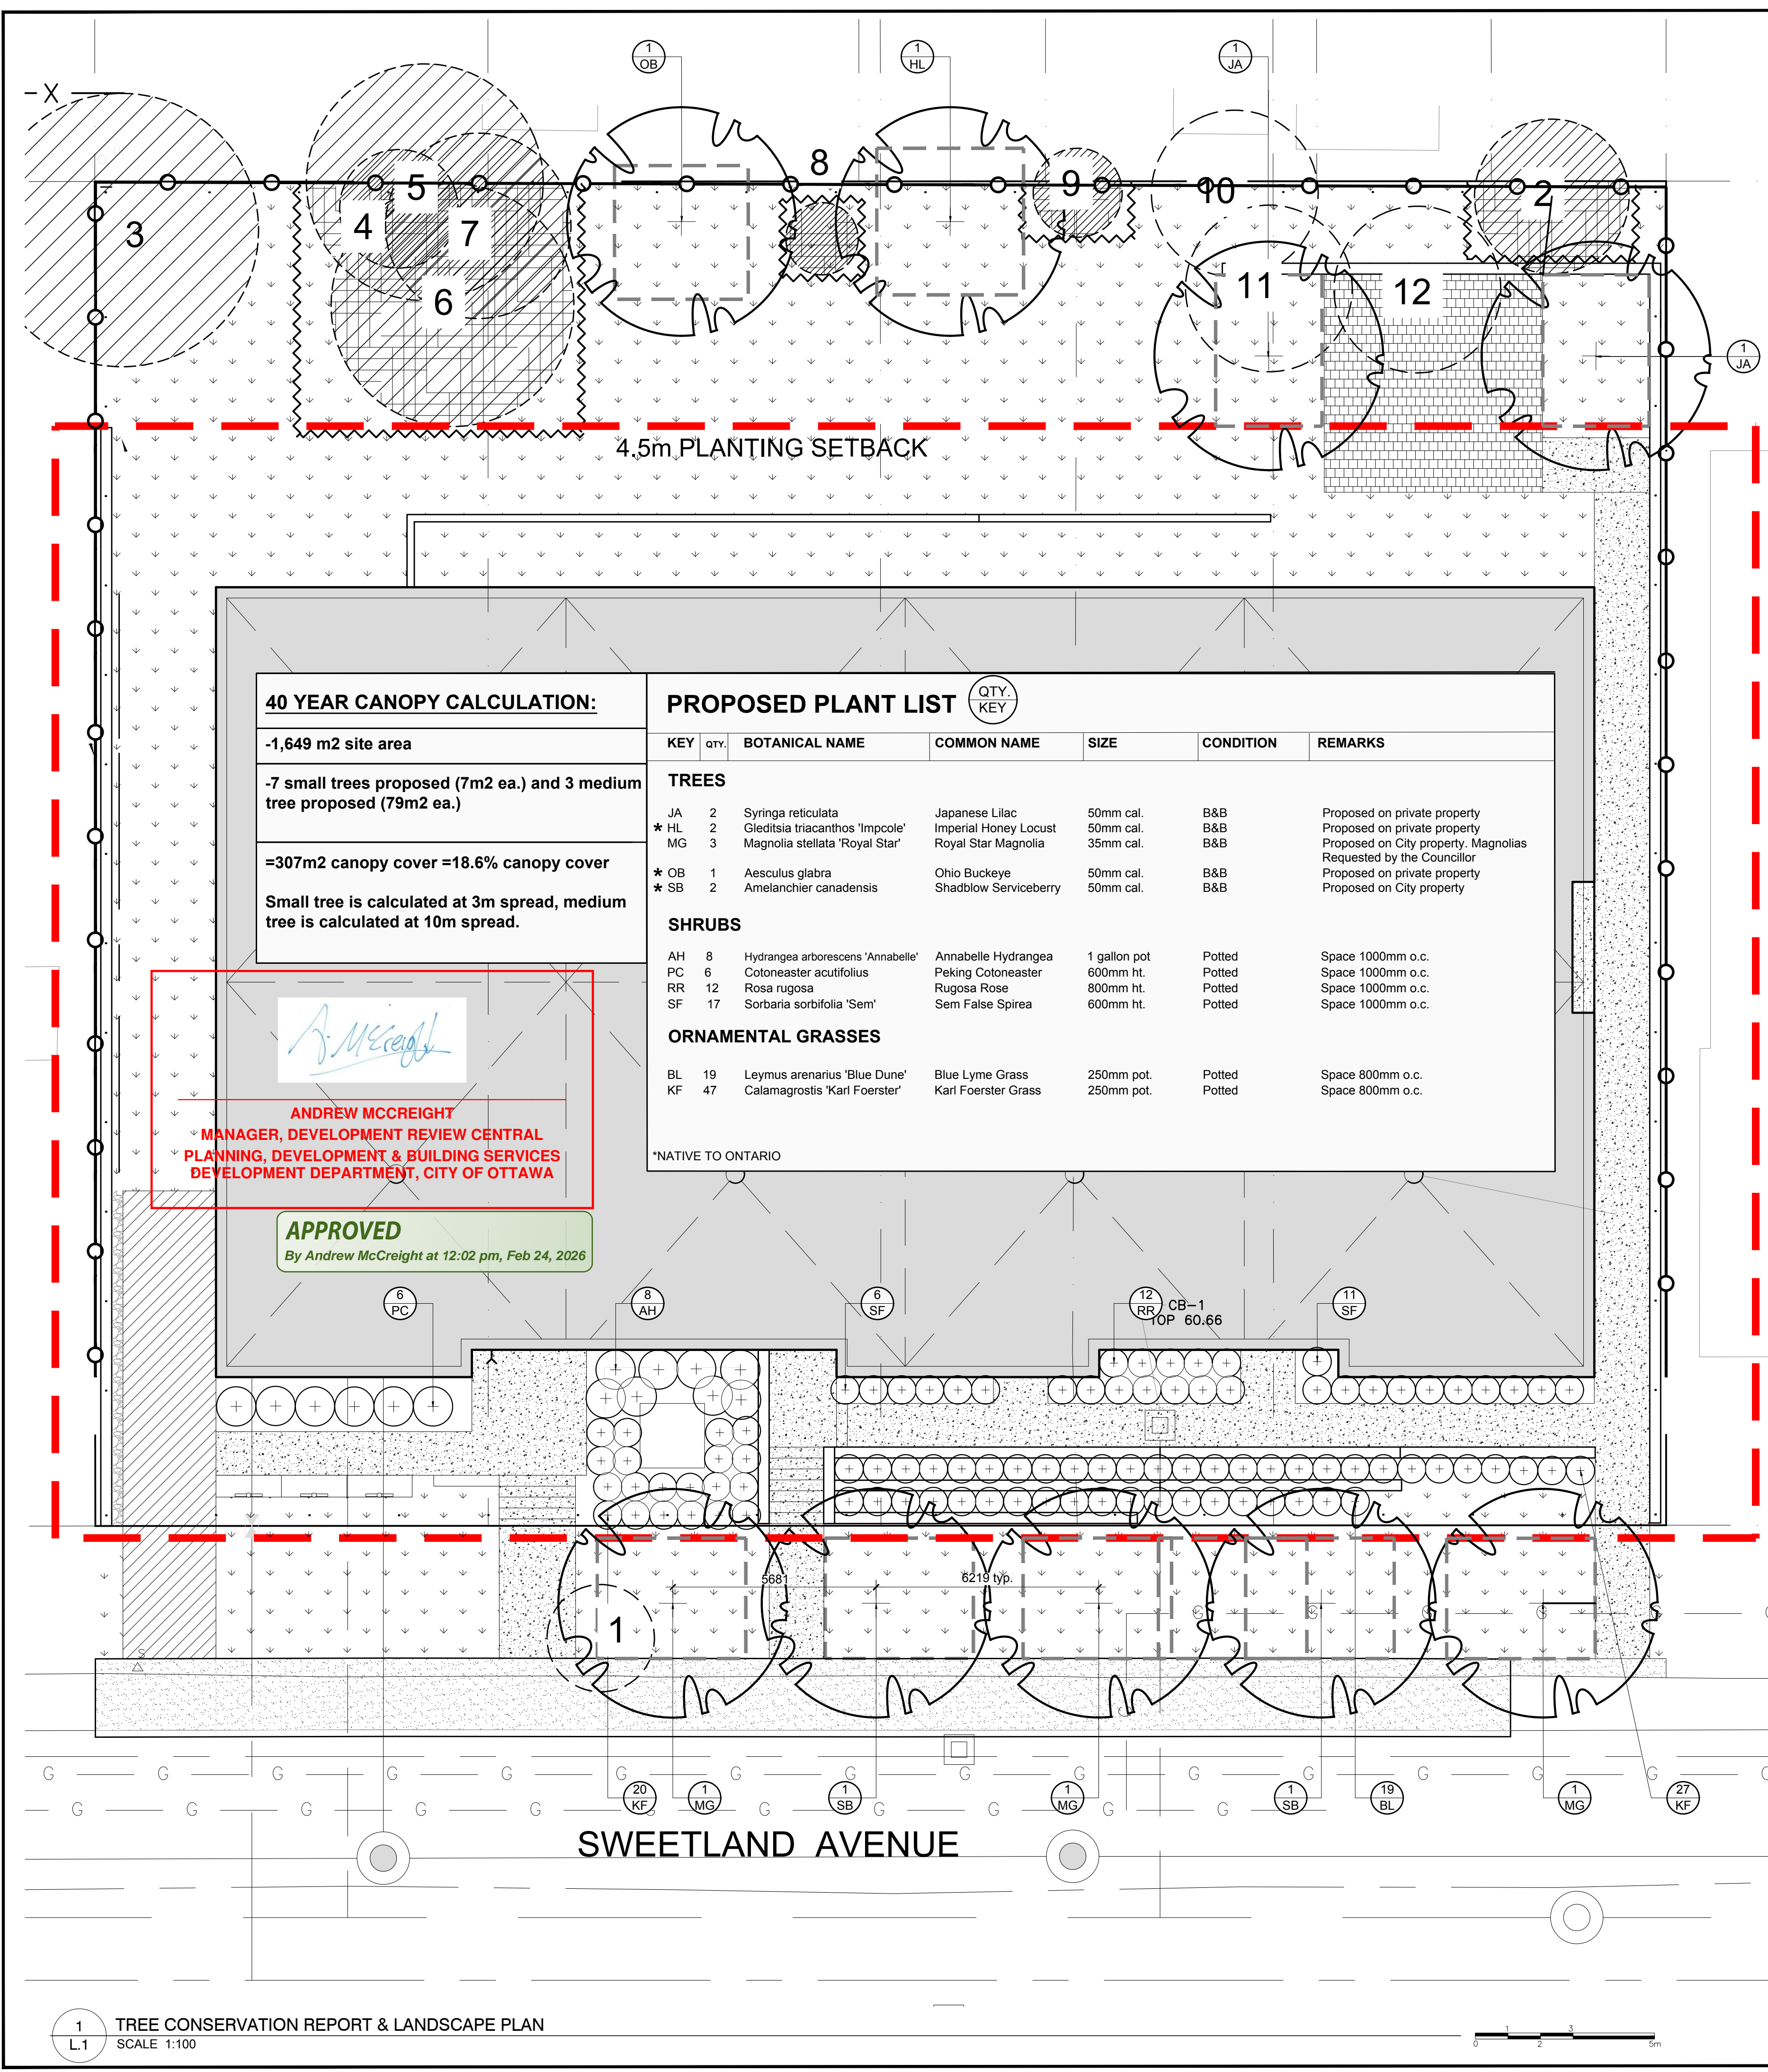 1
OB
1
HL
1
JA
X
8
5
9
10
2
3
4
7
6
11
12
1
JA
4.5m PLANTING SETBACK
40 YEAR CANOPY CALCULATION:
-1,649 m2 site area
-7 small trees proposed (7m2 ea.) and 3 medium
tree proposed (79m2 ea.)
=307m2 canopy cover =18.6% canopy cover
Small tree is calculated at 3m spread, medium
tree is calculated at 10m spread.
PROPOSED PLANT LIST QTY. KEY
KEY QTY. BOTANICAL NAME COMMON NAME SIZE CONDITION REMARKS
TREES
JA 2 Syringa reticulata Japanese Lilac 50mm cal. B&B Proposed on private property
* HL 2 Gleditsia triacanthos 'Impcole' Imperial Honey Locust 50mm cal. B&B Proposed on private property
MG 3 Magnolia stellata 'Royal Star' Royal Star Magnolia 35mm cal. B&B Proposed on City property. Magnolias
Requested by the Councillor
* OB 1 Aesculus glabra Ohio Buckeye 50mm cal. B&B Proposed on private property
* SB 2 Amelanchier canadensis Shadblow Serviceberry 50mm cal. B&B Proposed on City property
SHRUBS
AH 8 Hydrangea arborescens 'Annabelle' Annabelle Hydrangea 1 gallon pot Potted Space 1000mm o.c.
PC 6 Cotoneaster acutifolius Peking Cotoneaster 600mm ht. Potted Space 1000mm o.c.
RR 12 Rosa rugosa Rugosa Rose 800mm ht. Potted Space 1000mm o.c.
SF 17 Sorbaria sorbifolia 'Sem' Sem False Spirea 600mm ht. Potted Space 1000mm o.c.
ORNAMENTAL GRASSES
BL 19 Leymus arenarius 'Blue Dune' Blue Lyme Grass 250mm pot. Potted Space 800mm o.c.
KF 47 Calamagrostis 'Karl Foerster' Karl Foerster Grass 250mm pot. Potted Space 800mm o.c.
*NATIVE TO ONTARIO
A. McCreight
ANDREW MCCREIGHT
MANAGER, DEVELOPMENT REVIEW CENTRAL
PLANNING, DEVELOPMENT & BUILDING SERVICES
DEVELOPMENT DEPARTMENT, CITY OF OTTAWA
APPROVED
By Andrew McCreight at 12:02 pm, Feb 24, 2026
6
PC
8
AH
6
SF
12
RR
CB-1
TOP 60.66
11
SF
5681
6219 typ.
1
G G G G S
S
G G G G G G G G G G G G G G G G
G G G G G G G G G G G
20
KF
1
MG
1
SB
1
MG
1
SB
19
BL
1
MG
27
KF
SWEETLAND AVENUE
1
L.1
TREE CONSERVATION REPORT & LANDSCAPE PLAN
SCALE 1:100
0 1 2 3 5m